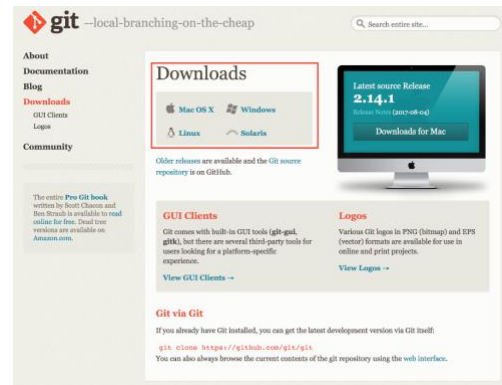 git --local-branching-on-the-cheap
Search entire site...
About
Documentation
Blog
Downloads
GUI Clients
Logos
Community
The entire Pro Git book
written by Scott Chacon and
Ben Straub is available to read
online for free. Dead tree
versions are available on
Amazon.com.
Downloads
Mac OS X Windows
Linux Solaris
Older releases are available and the Git source
repository is on GitHub.
Latest source Release
2.14.1
Release Notes (2017-08-04)
Downloads for Mac
GUI Clients
Git comes with built-in GUI tools (git-gui,
gitk), but there are several third-party tools for
users looking for a platform-specific
experience.
View GUI Clients →
Logos
Various Git logos in PNG (bitmap) and EPS
(vector) formats are available for use in
online and print projects.
View Logos →
Git via Git
If you already have Git installed, you can get the latest development version via Git itself:
git clone https://github.com/git/git
You can also always browse the current contents of the git repository using the web interface.